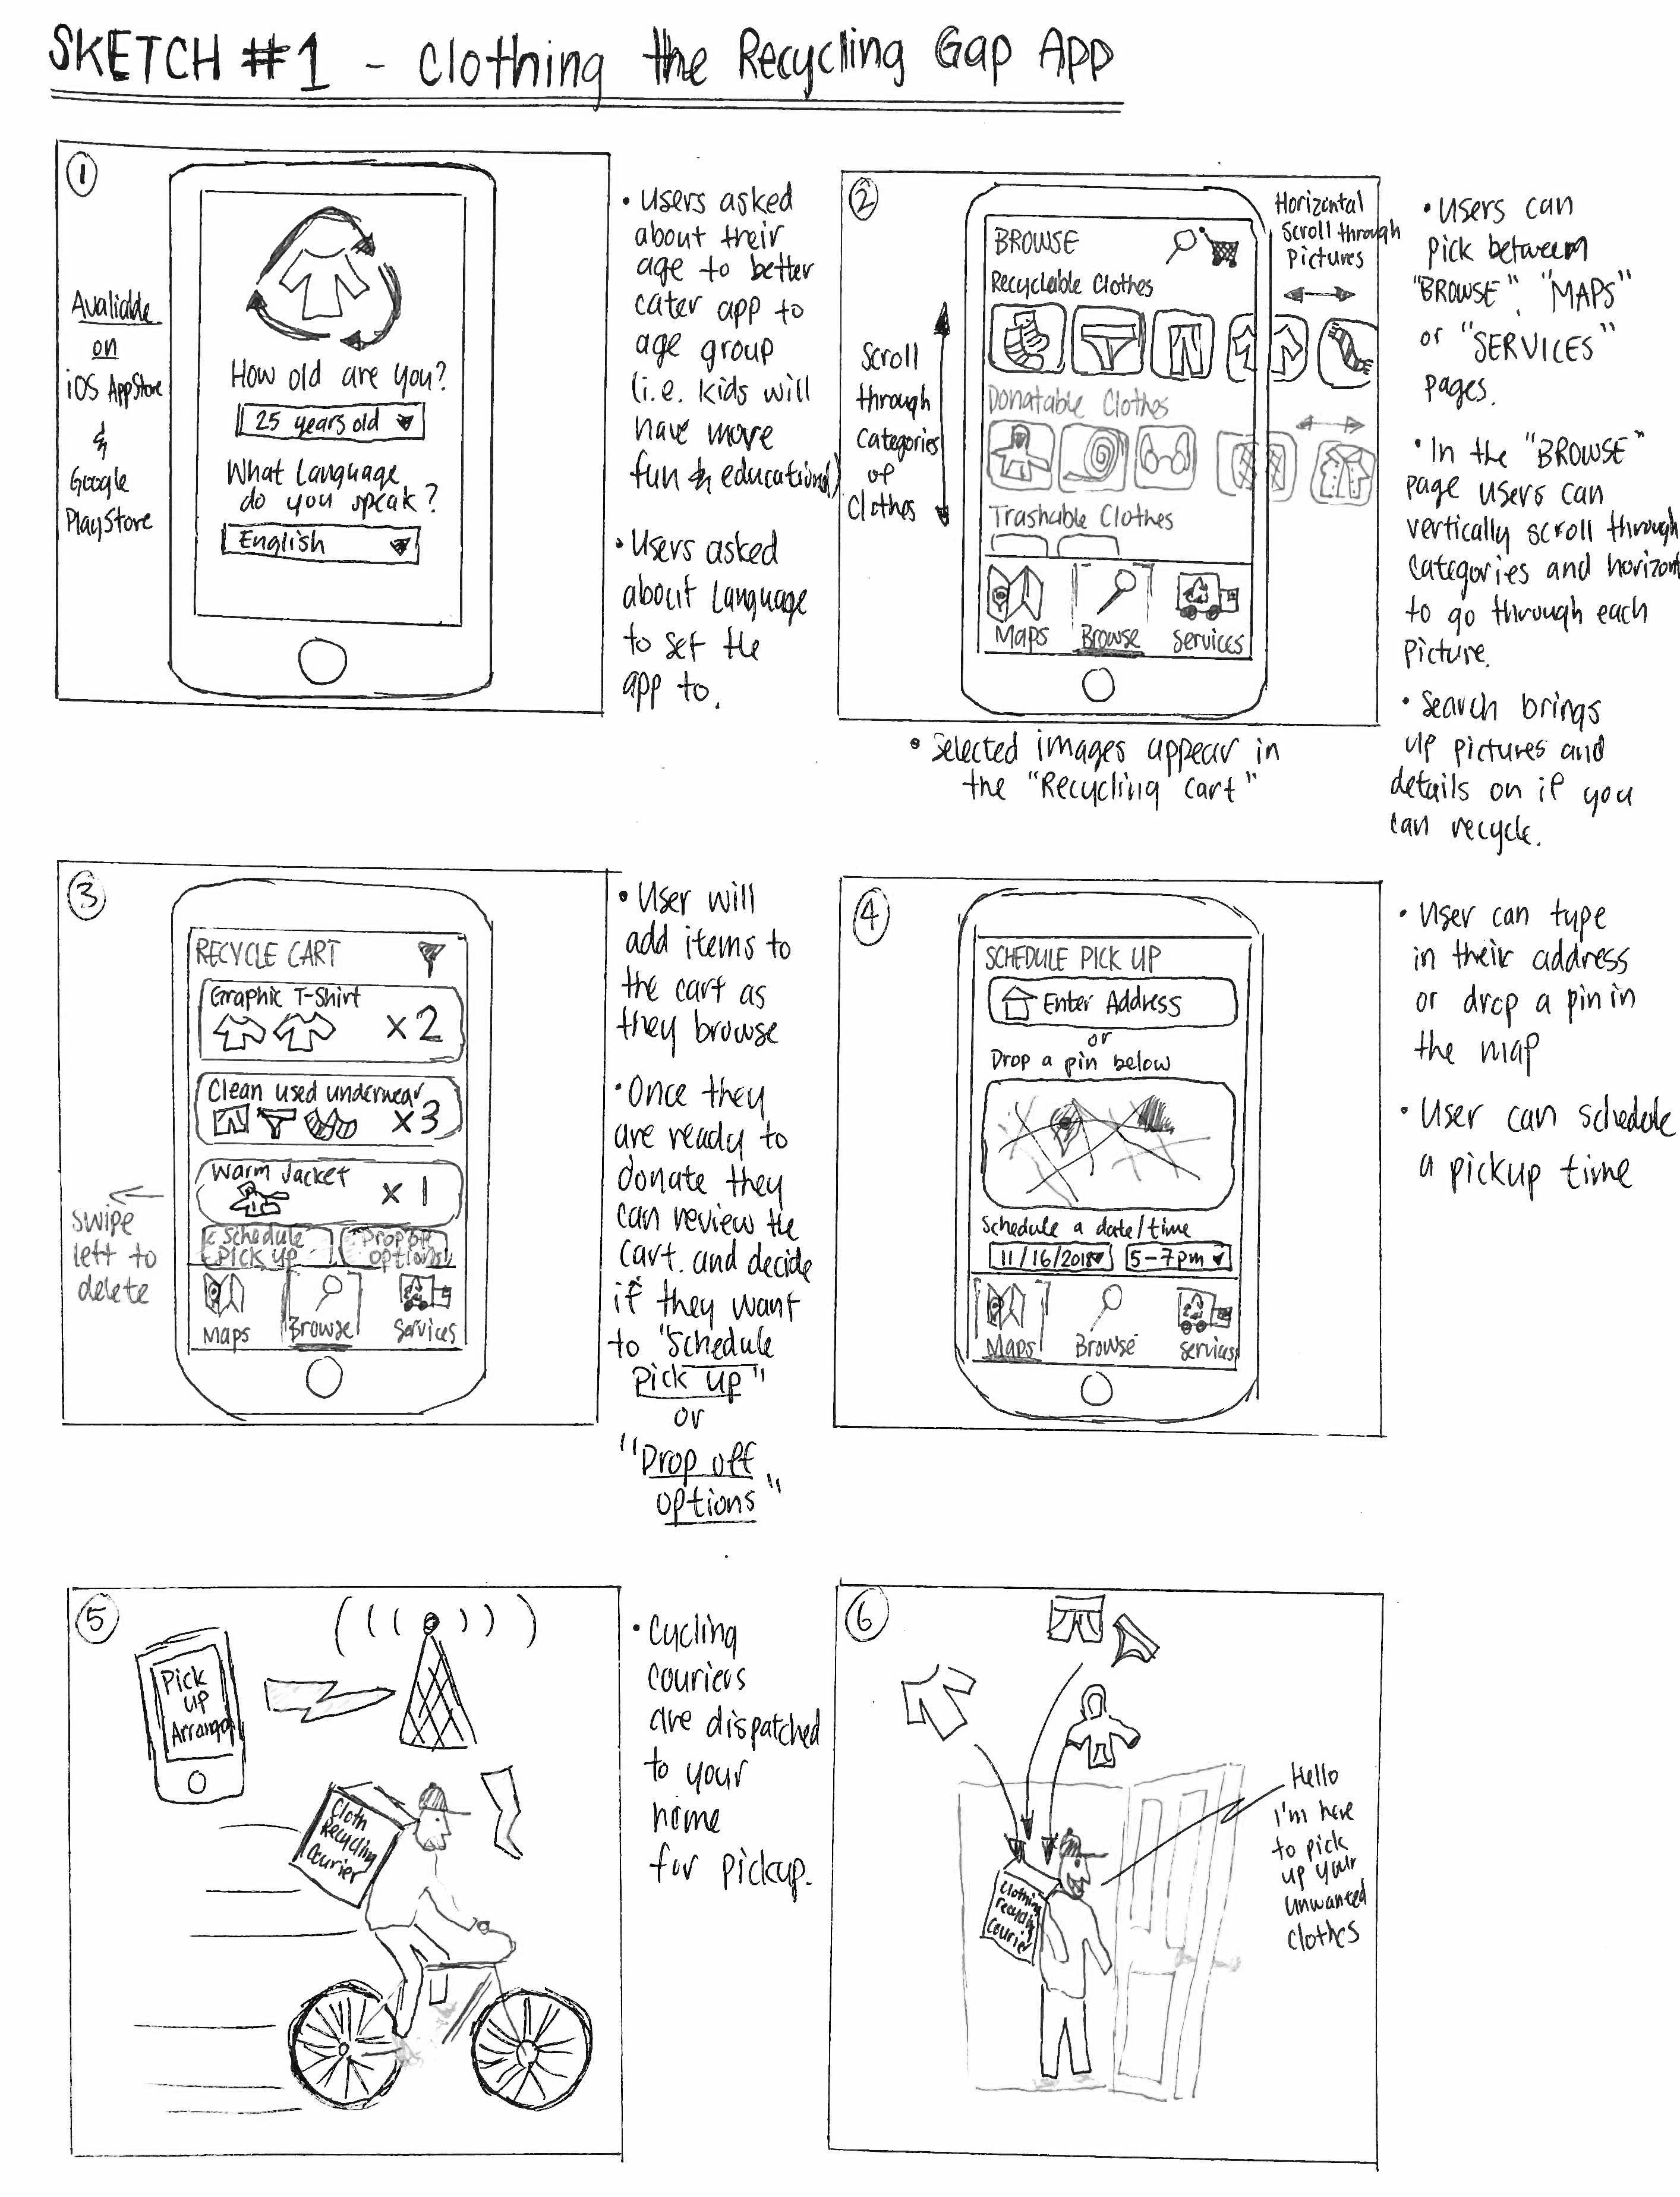 SKETCH #1 - Clothing the Recycling Gap App
1
Avaliable
on
iOS AppStore
&
Google
PlayStore
How old are you?
25 years old
What Language
do you speak?
English
• Users asked
about their
age to better
cater app to
age group
(i.e. kids will
have more
fun & educational)
• Users asked
about language
to set the
app to.
2
Scroll
through
Categories
of
Clothes
BROWSE
Recyclable Clothes
Donatable Clothes
Trashable Clothes
Maps
Browse
Services
Horizontal
Scroll through
Pictures
• Selected images appear in
the "Recycling Cart"
• Users can
pick between
"BROWSE", "MAPS"
or "SERVICES"
pages.
• In the "BROWSE"
page users can
vertically scroll through
categories and horizont
to go through each
picture.
• Search brings
up pictures and
details on if you
can recycle.
3
swipe
left to
delete
RECYCLE CART
Graphic T-Shirt
x2
Clean used underwear
x3
Warm Jacket
x1
Schedule
Pick up
Drop off
options
Maps
Browse
Services
• User will
add items to
the cart as
they browse
• Once they
are ready to
donate they
can review the
cart. and decide
if they want
to "Schedule
Pick up"
or
"Drop off
options"
4
SCHEDULE PICK UP
Enter Address
or
Drop a pin below
Schedule a date/time
11/16/2018
5-7pm
Maps
Browse
Services
• User can type
in their address
or drop a pin in
the map
• User can schedule
a pickup time
5
Pick
up
Arranged
Cloth
Recycling
Courier
• Cycling
couriers
are dispatched
to your
home
for pickup.
6
Clothing
recycling
Courier
Hello
I'm here
to pick
up your
unwanted
clothes